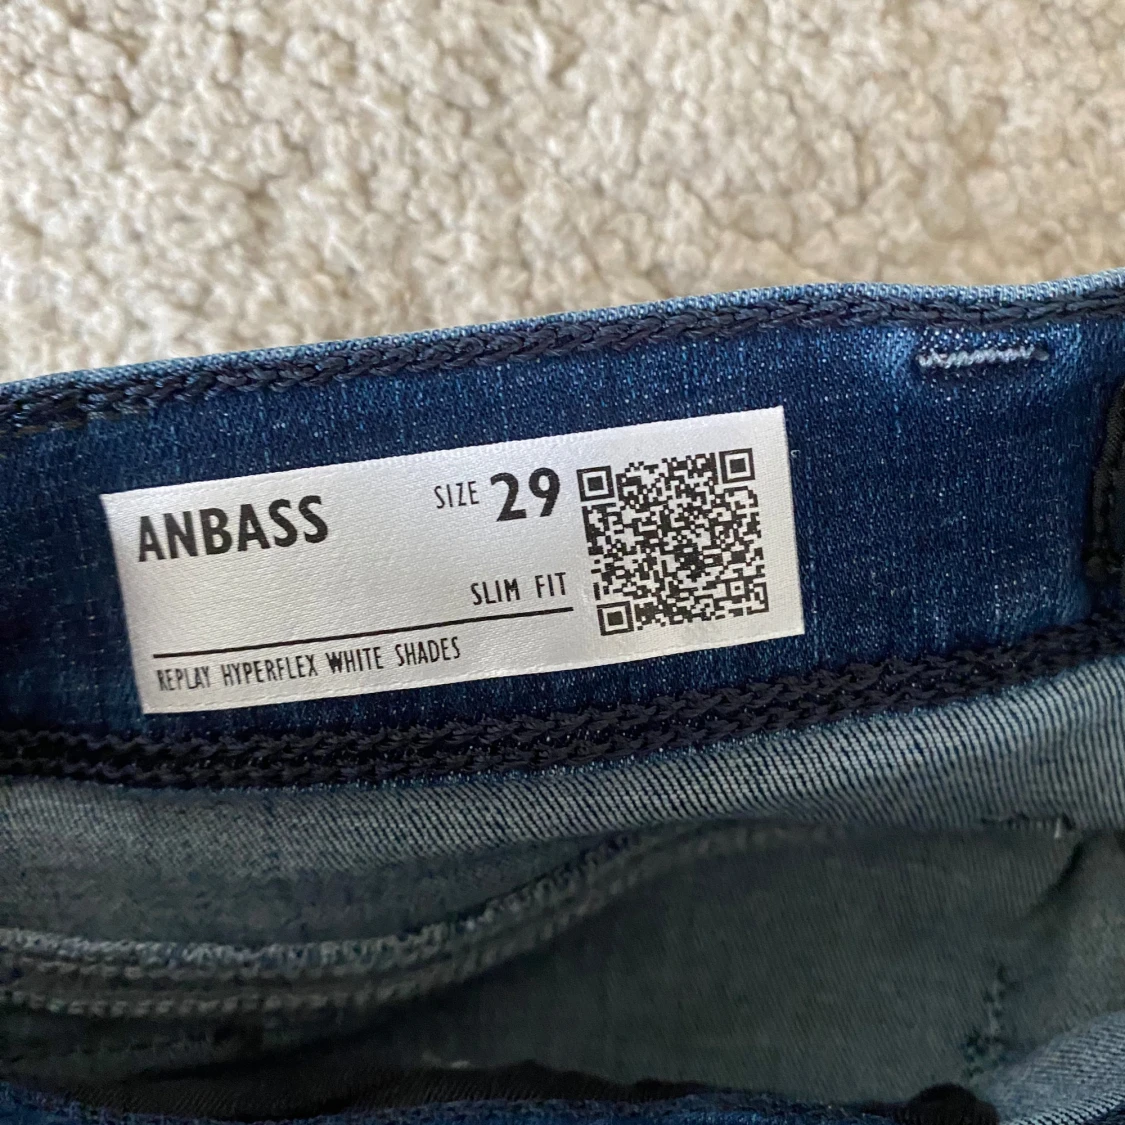 ANBASS
SIZE 29
SLIM FIT
REPLAY HYPERFLEX WHITE SHADES